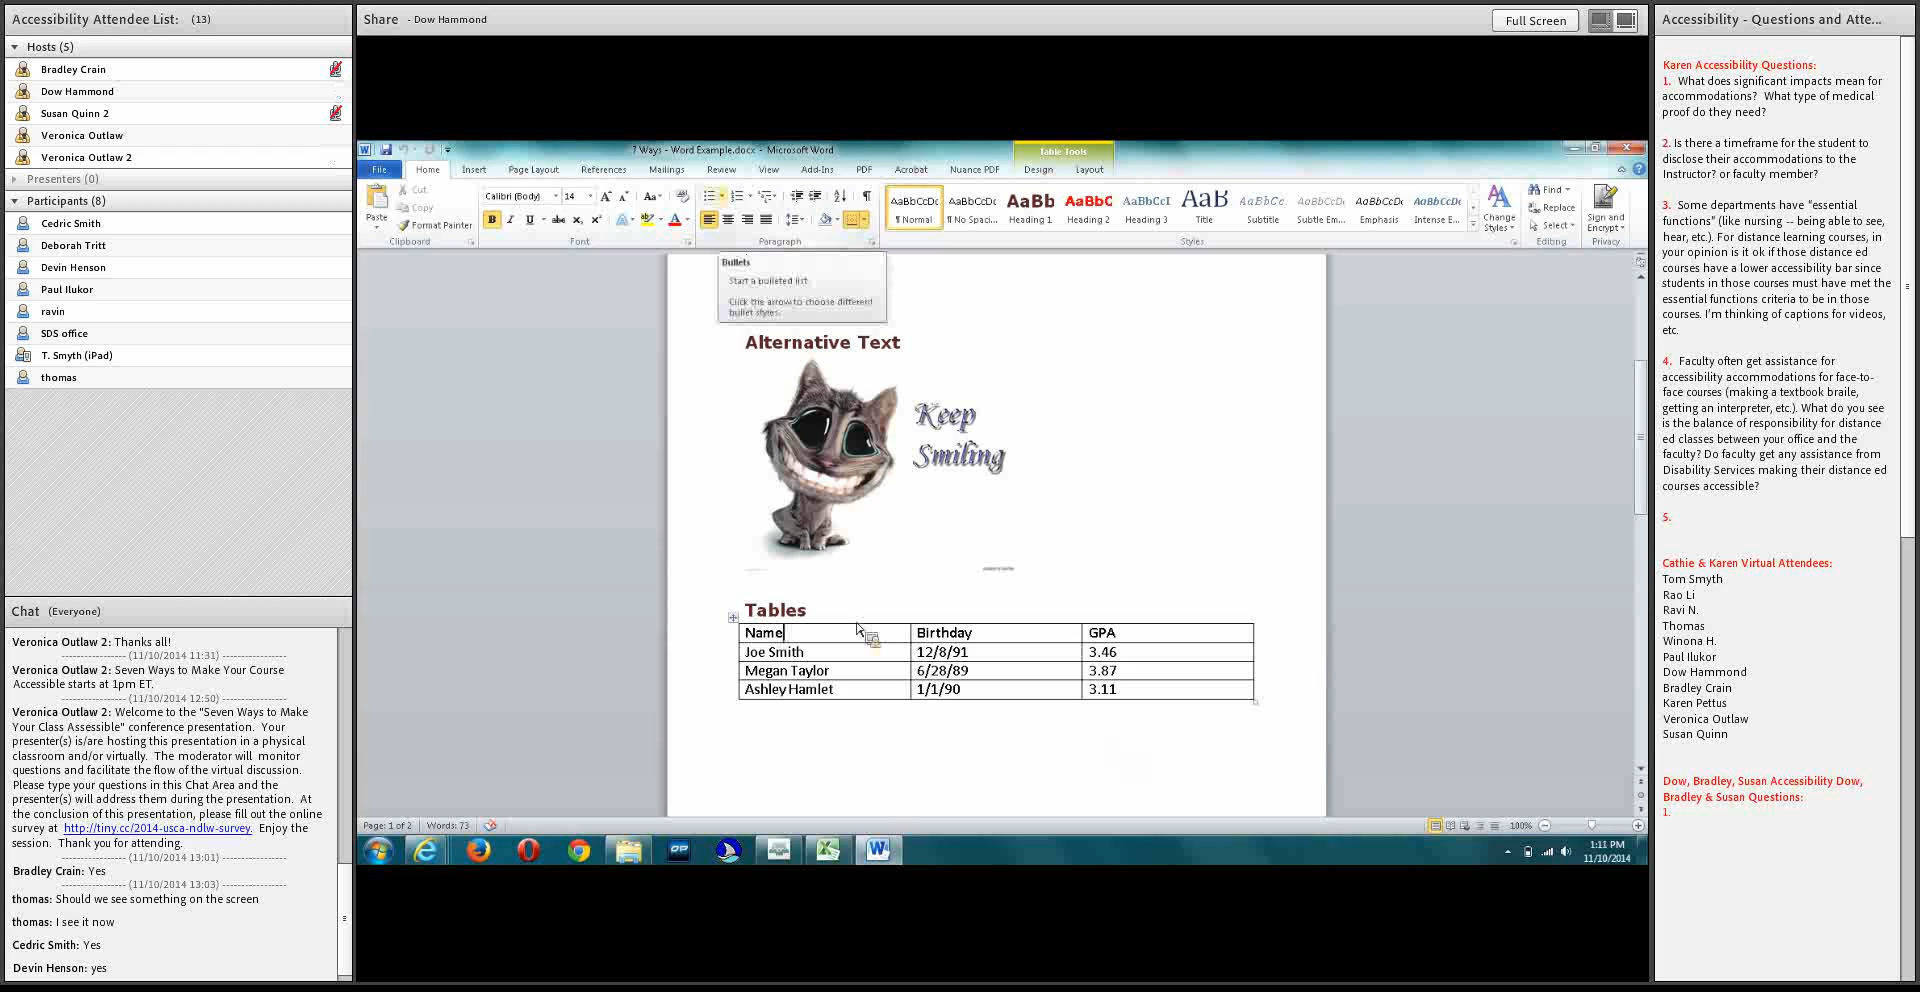 Accessibility Attendee List: (13)
Hosts (5)
Bradley Crain
Dow Hammond
Susan Quinn 2
Veronica Outlaw
Veronica Outlaw 2
Presenters (0)
Participants (8)
Cedric Smith
Deborah Tritt
Devin Henson
Paul Ilukor
ravin
SDS office
T. Smyth (iPad)
thomas
Chat (Everyone)
Veronica Outlaw 2: Thanks all!
------------------ (11/10/2014 11:31) ------------------
Veronica Outlaw 2: Seven Ways to Make Your Course
Accessible starts at 1pm ET.
------------------ (11/10/2014 12:50) ------------------
Veronica Outlaw 2: Welcome to the "Seven Ways to Make
Your Class Assessible" conference presentation. Your
presenter(s) is/are hosting this presentation in a physical
classroom and/or virtually. The moderator will monitor
questions and facilitate the flow of the virtual discussion.
Please type your questions in this Chat Area and the
presenter(s) will address them during the presentation. At
the conclusion of this presentation, please fill out the online
survey at http://tiny.cc/2014-usca-ndlw-survey. Enjoy the
session. Thank you for attending.
------------------ (11/10/2014 13:01) ------------------
Bradley Crain: Yes
------------------ (11/10/2014 13:03) ------------------
thomas: Should we see something on the screen
thomas: I see it now
Cedric Smith: Yes
Devin Henson: yes
Share - Dow Hammond
Full Screen
7 Ways - Word Example.docx - Microsoft Word
Table Tools
File Home Insert Page Layout References Mailings Review View Add-Ins PDF Acrobat Nuance PDF Design Layout
Paste Cut Copy Format Painter Clipboard
Calibri (Body) 14 Aa B I U abc A Font
Paragraph
AaBbCcDc ¶ Normal
AaBbCcDc ¶ No Spaci...
AaBb Heading 1
AaBbC Heading 2
AaBbCcI Heading 3
AaB Title
AaBbCc Subtitle
AaBbCcDc Subtle Em...
AaBbCcDc Emphasis
AaBbCcDc Intense E...
Change Styles
Styles
Find
Replace
Select
Editing
Sign and Encrypt
Privacy
Bullets
Start a bulleted list
Click the arrow to choose different
bullet styles.
Alternative Text
Keep
Smiling
Tables
Name Birthday GPA
Joe Smith 12/8/91 3.46
Megan Taylor 6/28/89 3.87
Ashley Hamlet 1/1/90 3.11
Page: 1 of 2 Words: 73 100%
OP
1:11 PM
11/10/2014
Accessibility - Questions and Atte...
Karen Accessibility Questions:
1. What does significant impacts mean for
accommodations? What type of medical
proof do they need?
2. Is there a timeframe for the student to
disclose their accommodations to the
Instructor? or faculty member?
3. Some departments have "essential
functions" (like nursing -- being able to see,
hear, etc.). For distance learning courses, in
your opinion is it ok if those distance ed
courses have a lower accessibility bar since
students in those courses must have met the
essential functions criteria to be in those
courses. I'm thinking of captions for videos,
etc.
4. Faculty often get assistance for
accessibility accommodations for face-to-
face courses (making a textbook braile,
getting an interpreter, etc.). What do you see
is the balance of responsibility for distance
ed classes between your office and the
faculty? Do faculty get any assistance from
Disability Services making their distance ed
courses accessible?
5.
Cathie & Karen Virtual Attendees:
Tom Smyth
Rao Li
Ravi N.
Thomas
Winona H.
Paul Ilukor
Dow Hammond
Bradley Crain
Karen Pettus
Veronica Outlaw
Susan Quinn
Dow, Bradley, Susan Accessibility Dow,
Bradley & Susan Questions:
1.